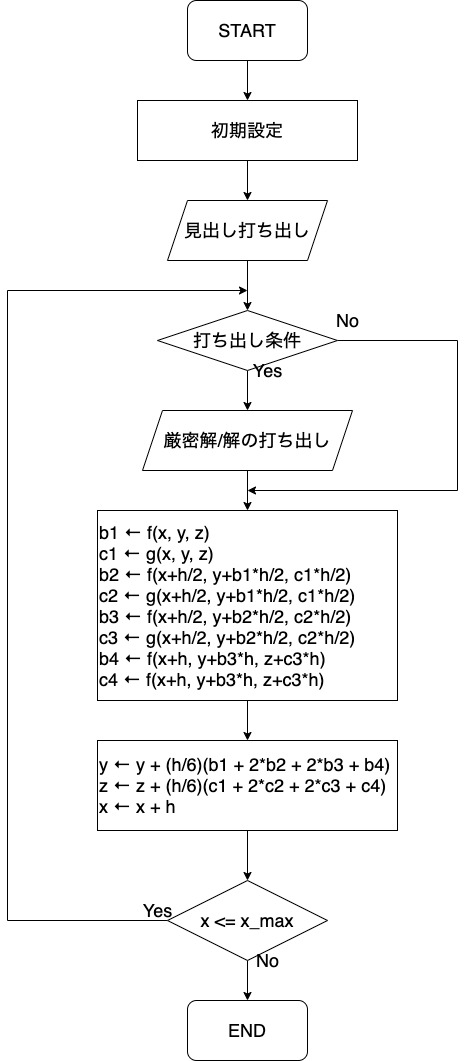 START
初期設定
見出し打ち出し
打ち出し条件
No
Yes
厳密解/解の打ち出し
b1 ← f(x, y, z)
c1 ← g(x, y, z)
b2 ← f(x+h/2, y+b1*h/2, c1*h/2)
c2 ← g(x+h/2, y+b1*h/2, c1*h/2)
b3 ← f(x+h/2, y+b2*h/2, c2*h/2)
c3 ← g(x+h/2, y+b2*h/2, c2*h/2)
b4 ← f(x+h, y+b3*h, z+c3*h)
c4 ← f(x+h, y+b3*h, z+c3*h)
y ← y + (h/6)(b1 + 2*b2 + 2*b3 + b4)
z ← z + (h/6)(c1 + 2*c2 + 2*c3 + c4)
x ← x + h
Yes
x <= x_max
No
END